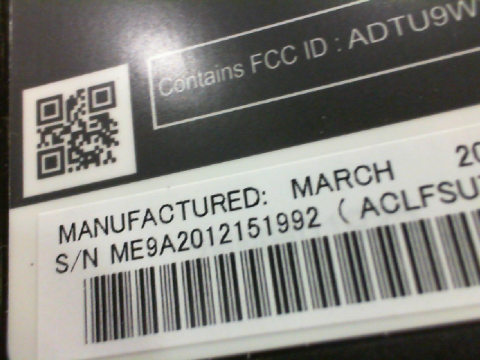 Contains FCC ID : ADTU9W
MANUFACTURED: MARCH 20
S/N ME9A2012151992 ( ACLFSU